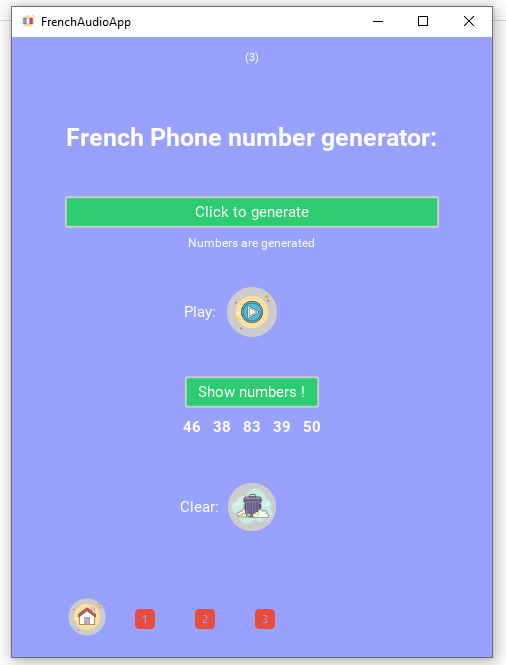 FrenchAudioApp
(3)
French Phone number generator:
Click to generate
Numbers are generated
Play:
Show numbers !
46 38 83 39 50
Clear:
1 2 3